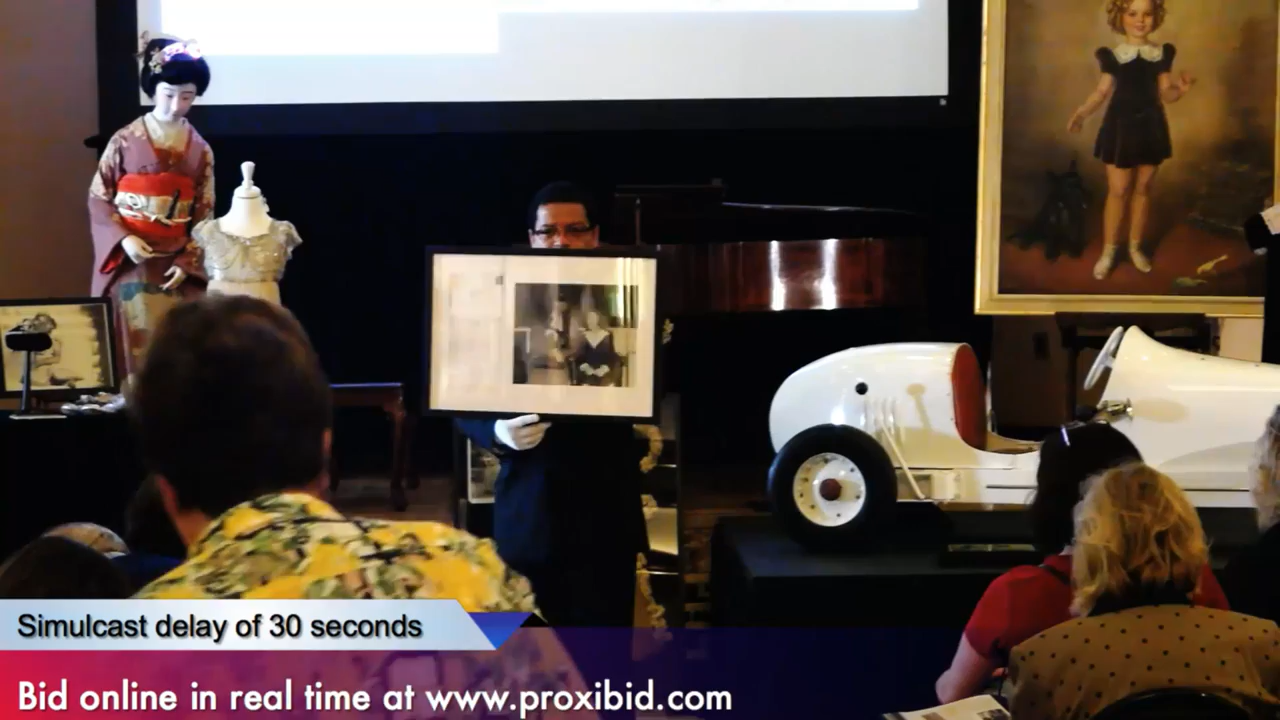 Simulcast delay of 30 seconds
Bid online in real time at www.proxibid.com